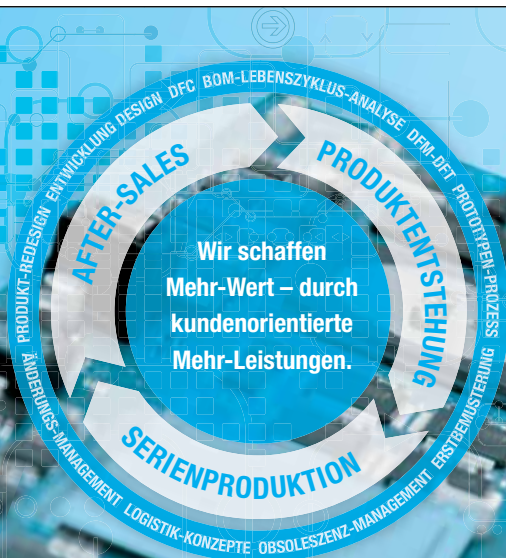 PRODUKT-REDESIGN ENTWICKLUNG DESIGN DFC BOM-LEBENSZYKLUS-ANALYSE DFM-DFT PROTOTYPEN-PROZESS
AFTER-SALES
PRODUKTENTSTEHUNG
Wir schaffen
Mehr-Wert – durch
kundenorientierte
Mehr-Leistungen.
SERIENPRODUKTION
ÄNDERUNGS-MANAGEMENT LOGISTIK-KONZEPTE OBSOLESZENZ-MANAGEMENT ERSTBEMUSTERUNG